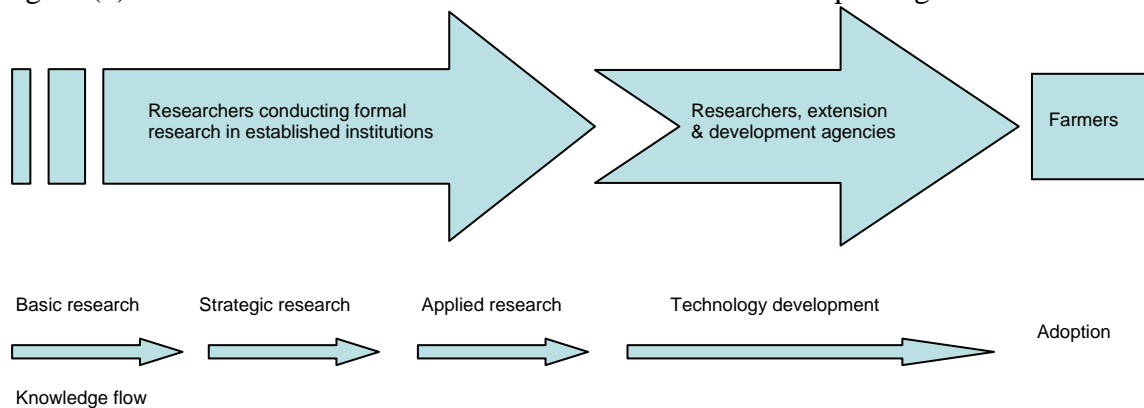 Researchers conducting formal
research in established institutions
Researchers, extension
& development agencies
Farmers
Basic research
Strategic research
Applied research
Technology development
Adoption
Knowledge flow